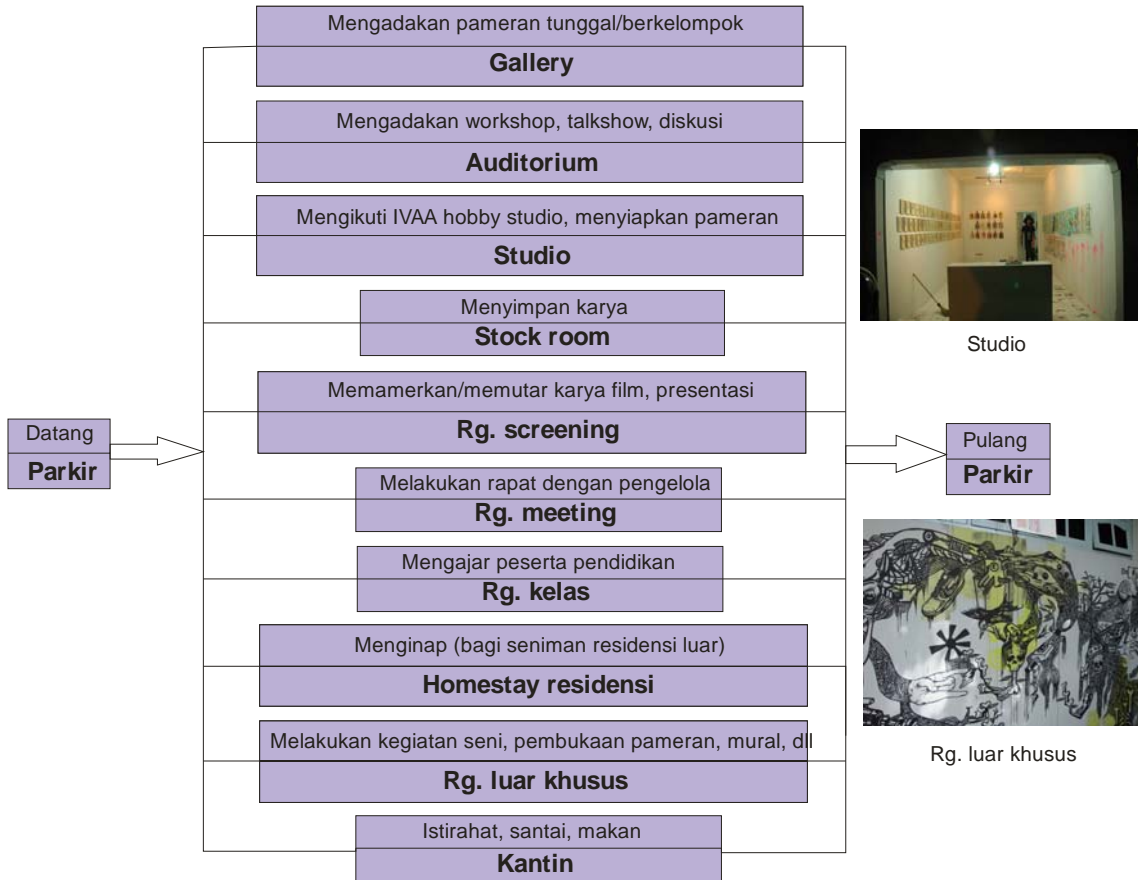 Mengadakan pameran tunggal/berkelompok
Gallery
Mengadakan workshop, talkshow, diskusi
Auditorium
Mengikuti IVAA hobby studio, menyiapkan pameran
Studio
Menyimpan karya
Stock room
Memamerkan/memutar karya film, presentasi
Rg. screening
Datang
Parkir
Melakukan rapat dengan pengelola
Rg. meeting
Mengajar peserta pendidikan
Rg. kelas
Menginap (bagi seniman residensi luar)
Homestay residensi
Melakukan kegiatan seni, pembukaan pameran, mural, dll
Rg. luar khusus
Istirahat, santai, makan
Kantin
Studio
Pulang
Parkir
Rg. luar khusus